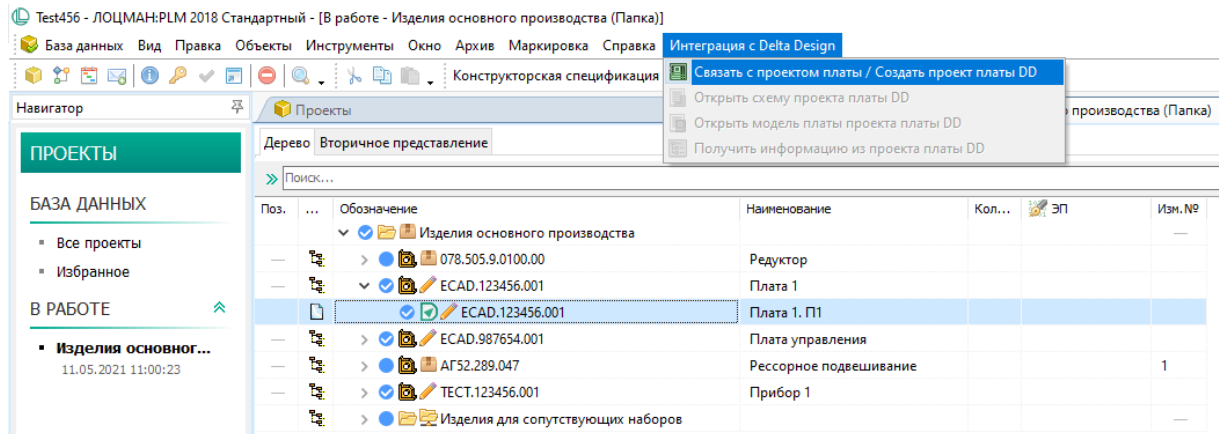 Test456 - ЛОЦМАН:PLM 2018 Стандартный - [В работе - Изделия основного производства (Папка)]
База данных Вид Правка Объекты Инструменты Окно Архив Маркировка Справка Интеграция с Delta Design
Конструкторская спецификация
Связать с проектом платы / Создать проект платы DD
Открыть схему проекта платы DD
Открыть модель платы проекта платы DD
Получить информацию из проекта платы DD
Навигатор
Проекты
производства (Папка)
Дерево Вторичное представление
ПРОЕКТЫ
Поиск...
БАЗА ДАННЫХ
Все проекты
Избранное
В РАБОТЕ
Изделия основног...
11.05.2021 11:00:23
Поз. ... Обозначение Наименование Кол... ЭП Изм. №
Изделия основного производства —
— 078.505.9.0100.00 Редуктор
— ECAD.123456.001 Плата 1
ECAD.123456.001 Плата 1. П1
— ECAD.987654.001 Плата управления
— АГ52.289.047 Рессорное подвешивание 1
— ТЕСТ.123456.001 Прибор 1
Изделия для сопутствующих наборов —